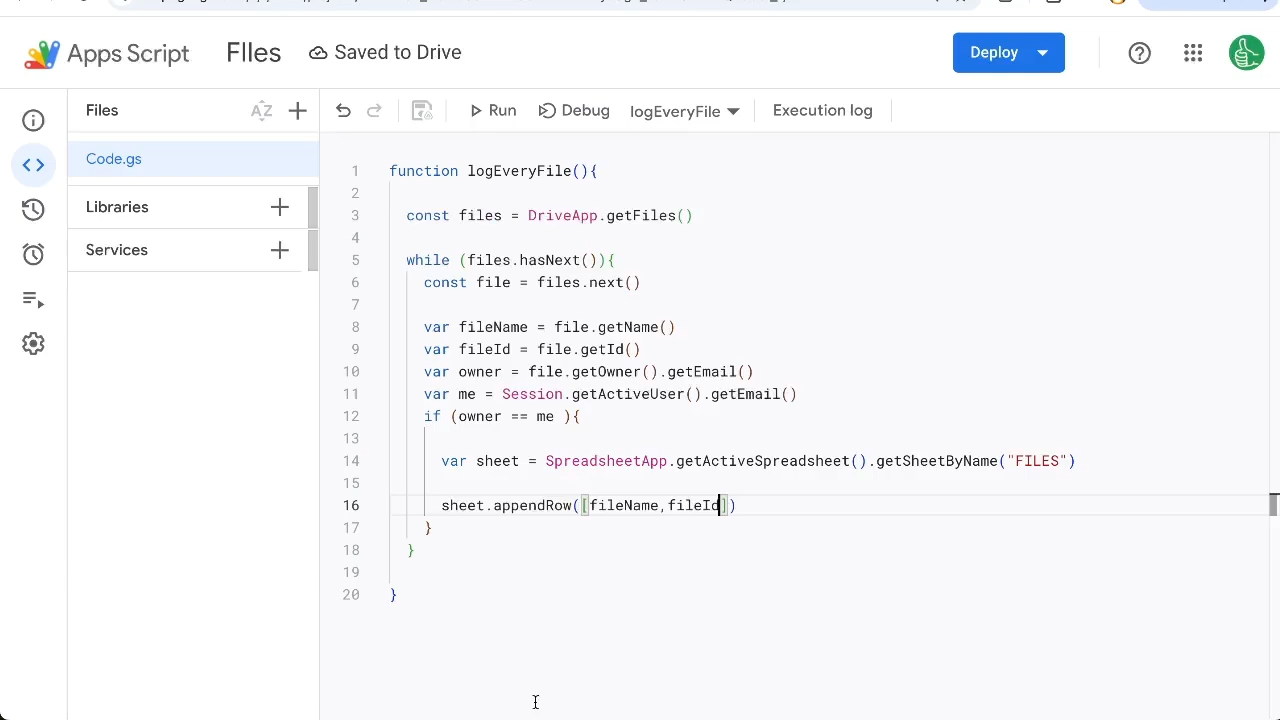 Apps Script FIles Saved to Drive Deploy
Files AZ
Run Debug logEveryFile Execution log
Code.gs
Libraries
Services
1 function logEveryFile(){
2
3 const files = DriveApp.getFiles()
4
5 while (files.hasNext()){
6 const file = files.next()
7
8 var fileName = file.getName()
9 var fileId = file.getId()
10 var owner = file.getOwner().getEmail()
11 var me = Session.getActiveUser().getEmail()
12 if (owner == me ){
13
14 var sheet = SpreadsheetApp.getActiveSpreadsheet().getSheetByName("FILES")
15
16 sheet.appendRow([fileName,fileId])
17 }
18 }
19
20 }